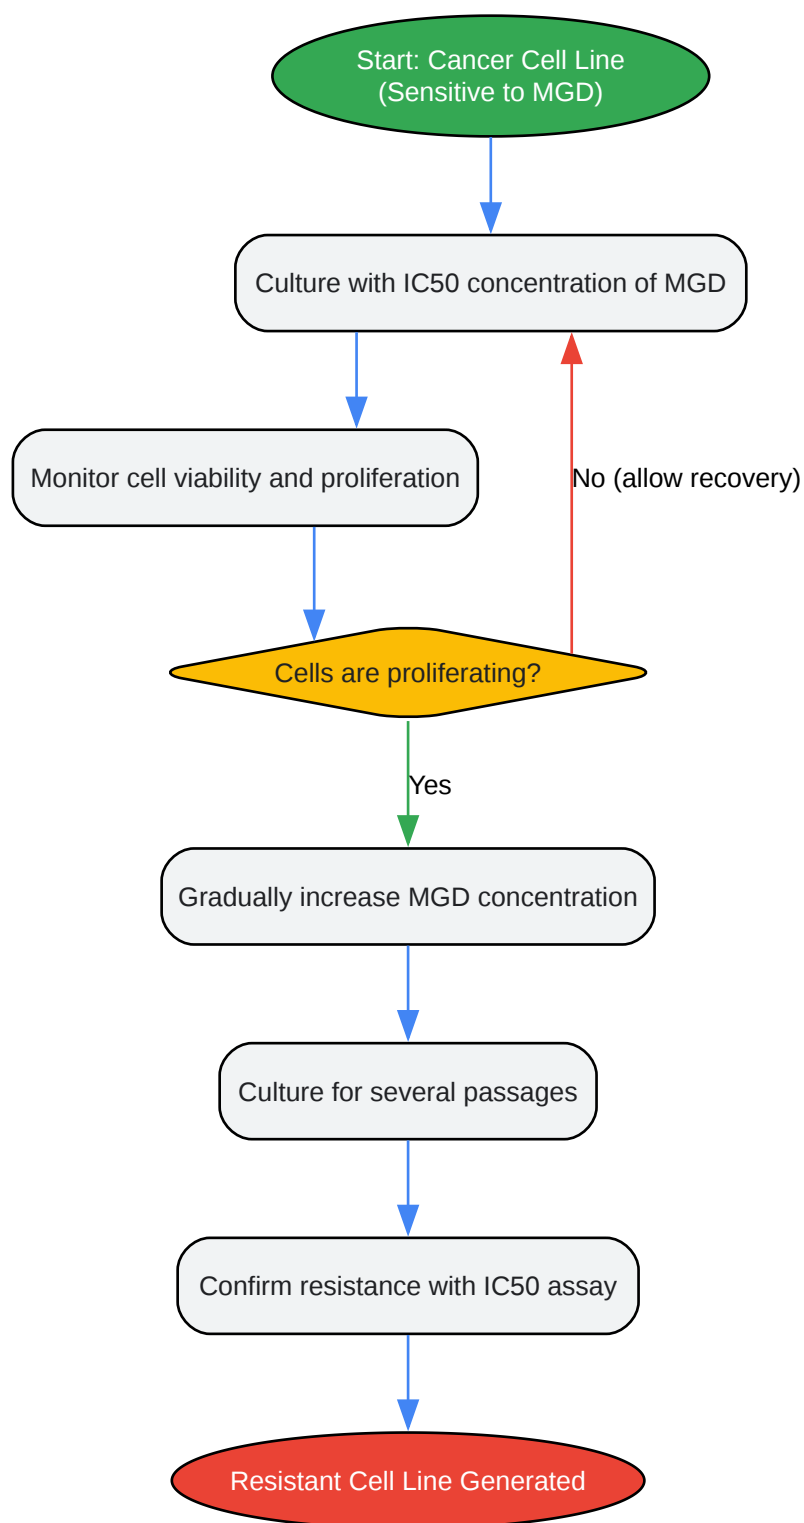 Start: Cancer Cell Line
(Sensitive to MGD)
Culture with IC50 concentration of MGD
Monitor cell viability and proliferation
No (allow recovery)
Cells are proliferating?
Yes
Gradually increase MGD concentration
Culture for several passages
Confirm resistance with IC50 assay
Resistant Cell Line Generated